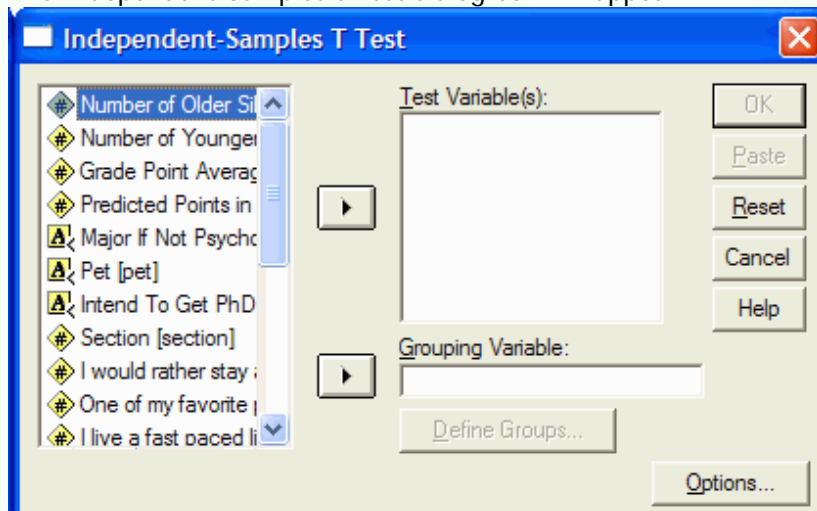 Independent-Samples T Test
Number of Older Si
Number of Younger
Grade Point Averag
Predicted Points in
Major If Not Psycho
Pet [pet]
Intend To Get PhD
Section [section]
I would rather stay
One of my favorite
I live a fast paced li
Test Variable(s):
Grouping Variable:
Define Groups...
OK
Paste
Reset
Cancel
Help
Options...